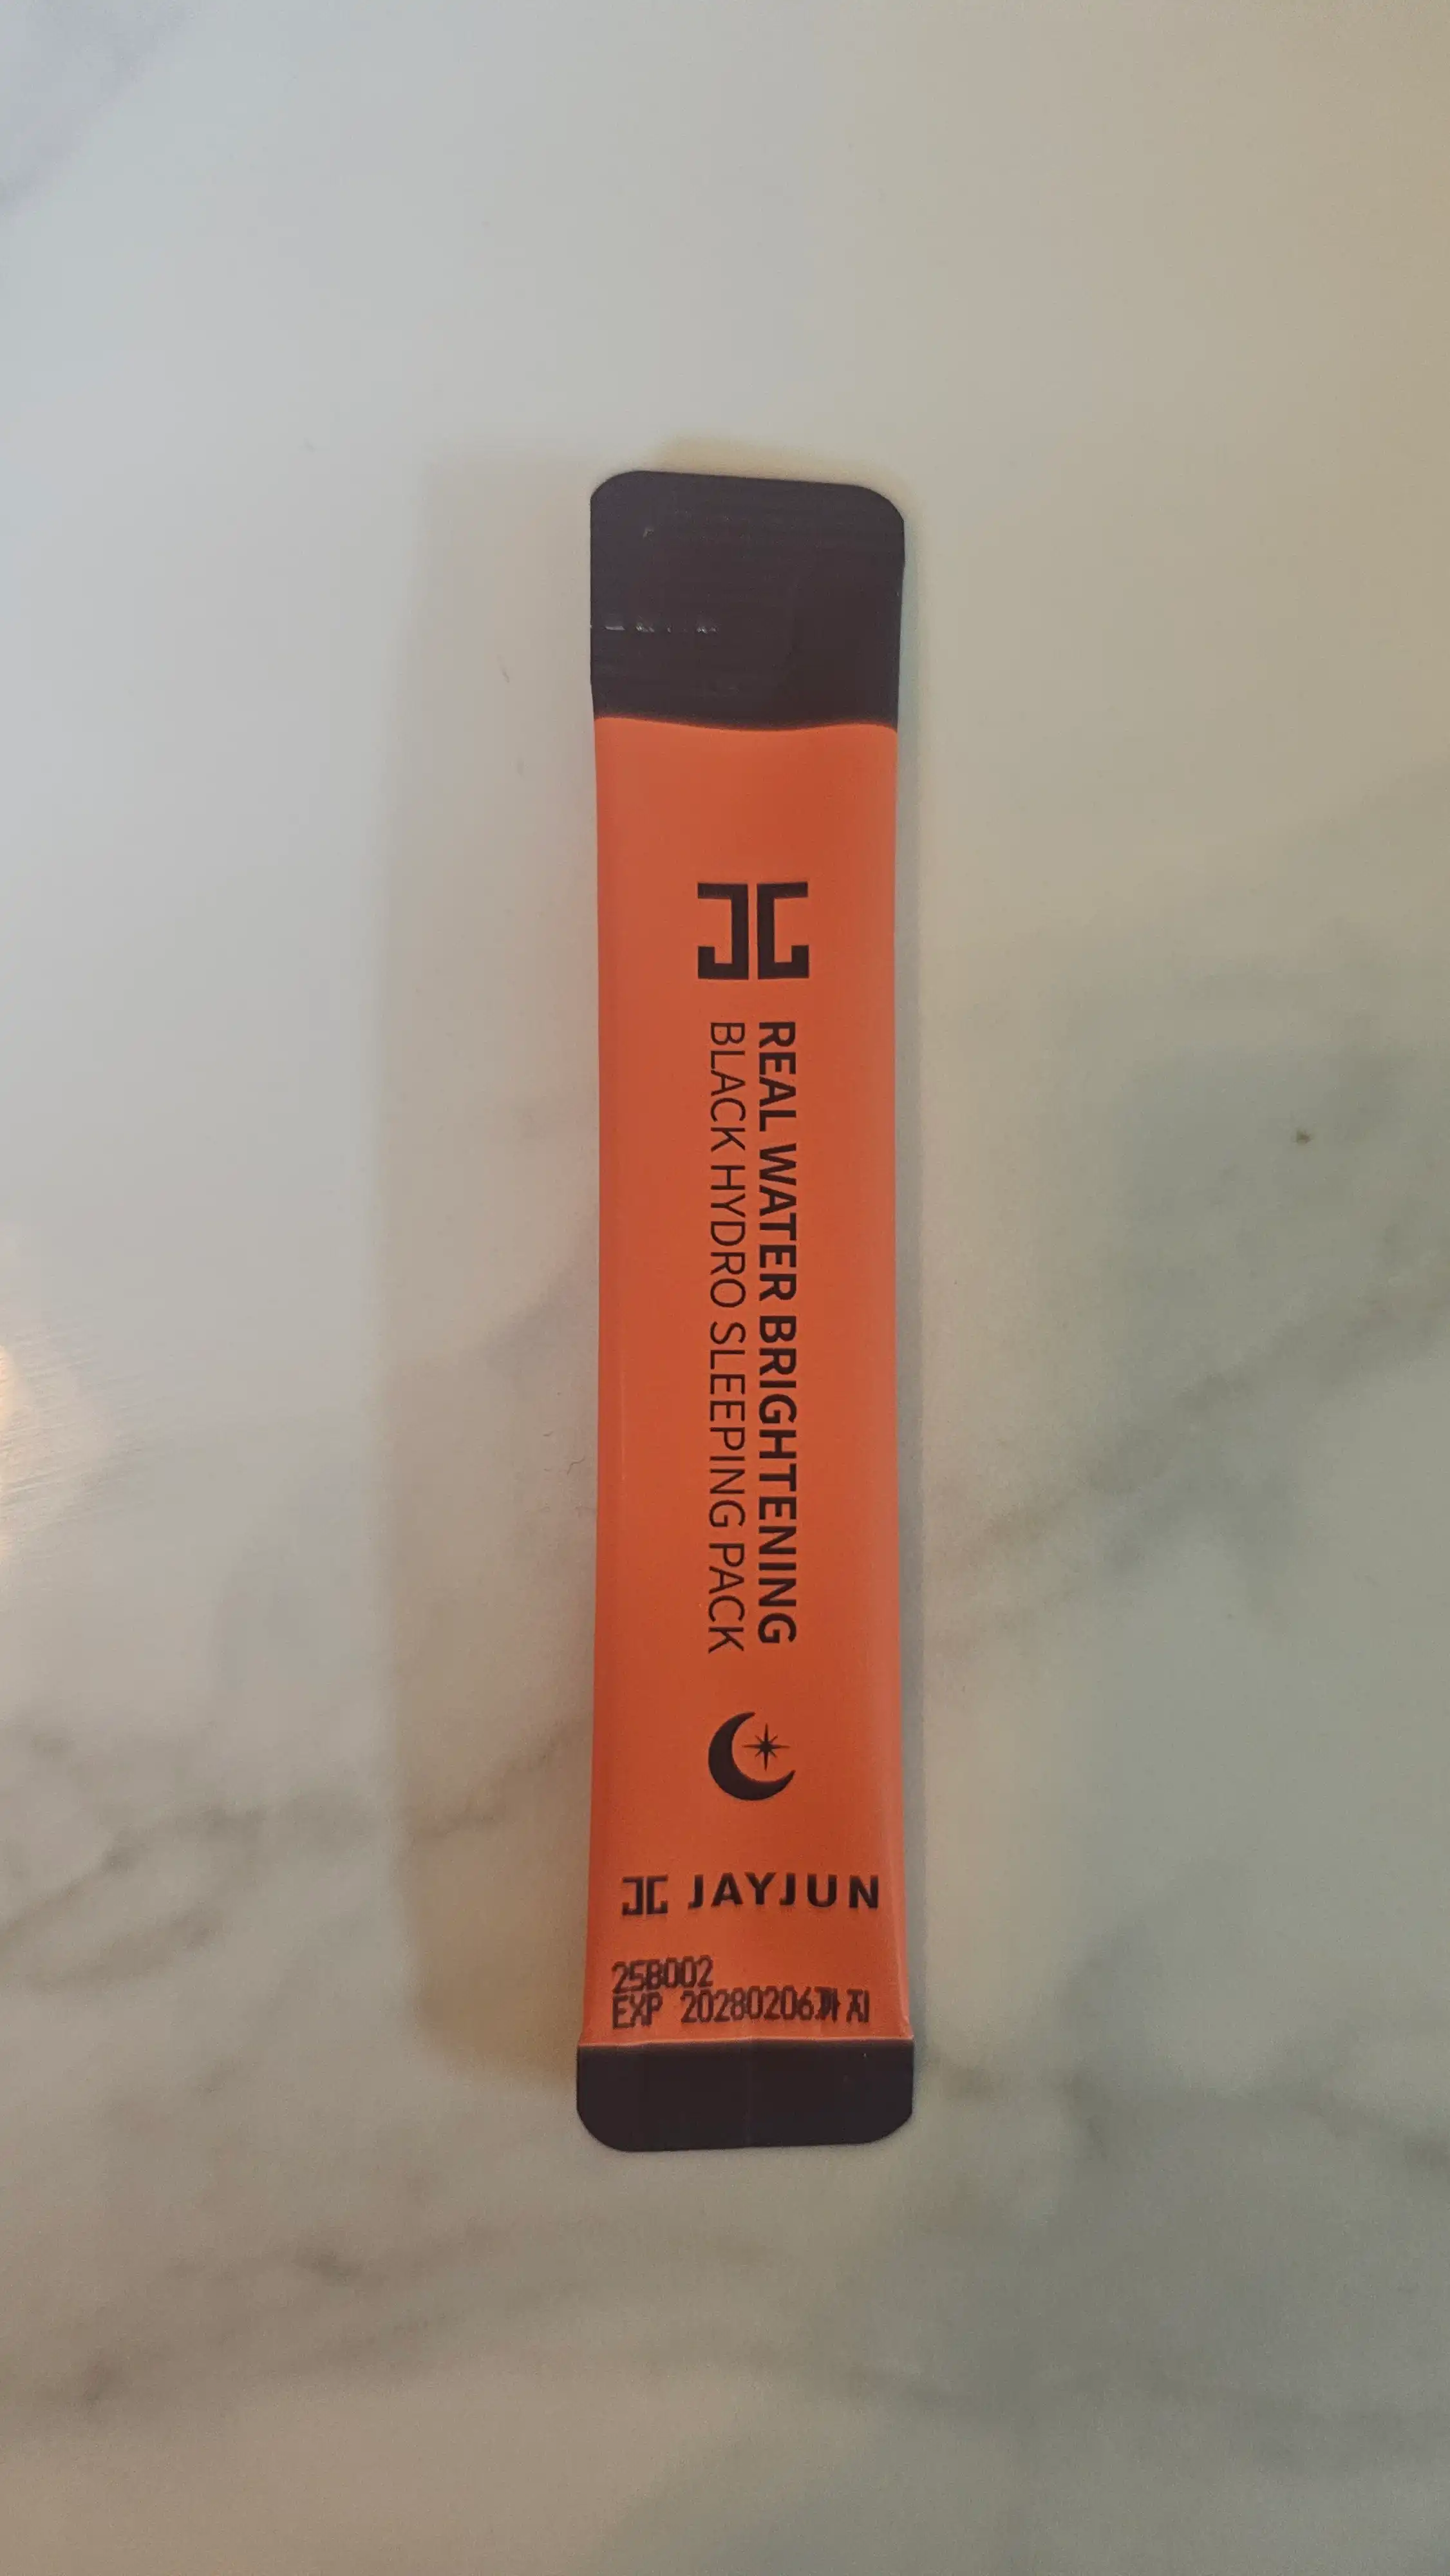 REAL WATER BRIGHTENING
BLACK HYDRO SLEEPING PACK
JAYJUN
25B002
EXP 20280206까지